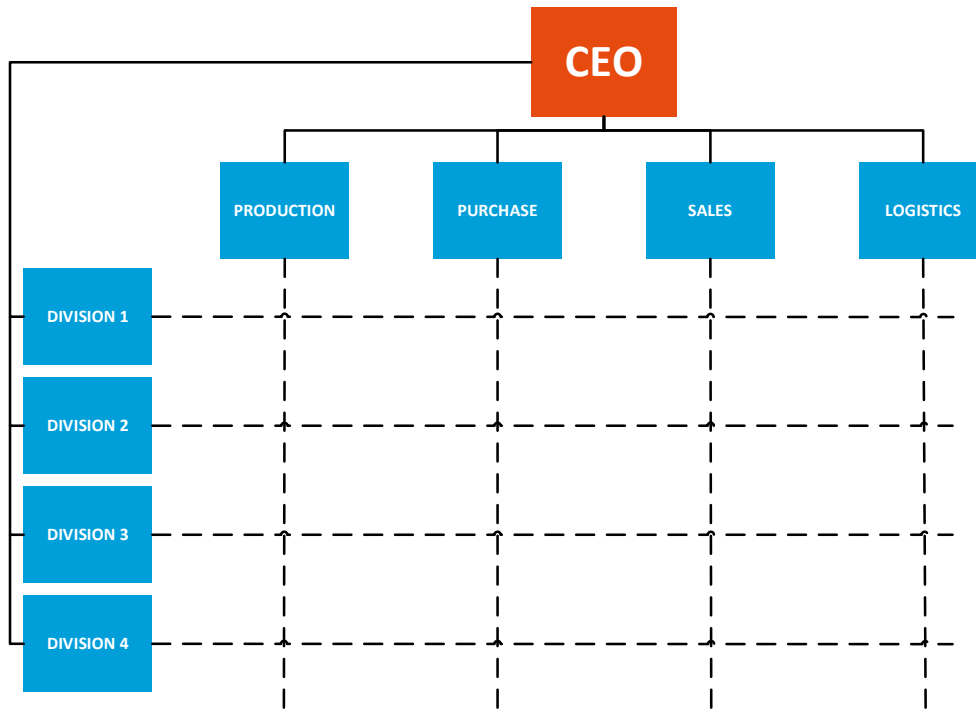 CEO
PRODUCTION
PURCHASE
SALES
LOGISTICS
DIVISION 1
DIVISION 2
DIVISION 3
DIVISION 4